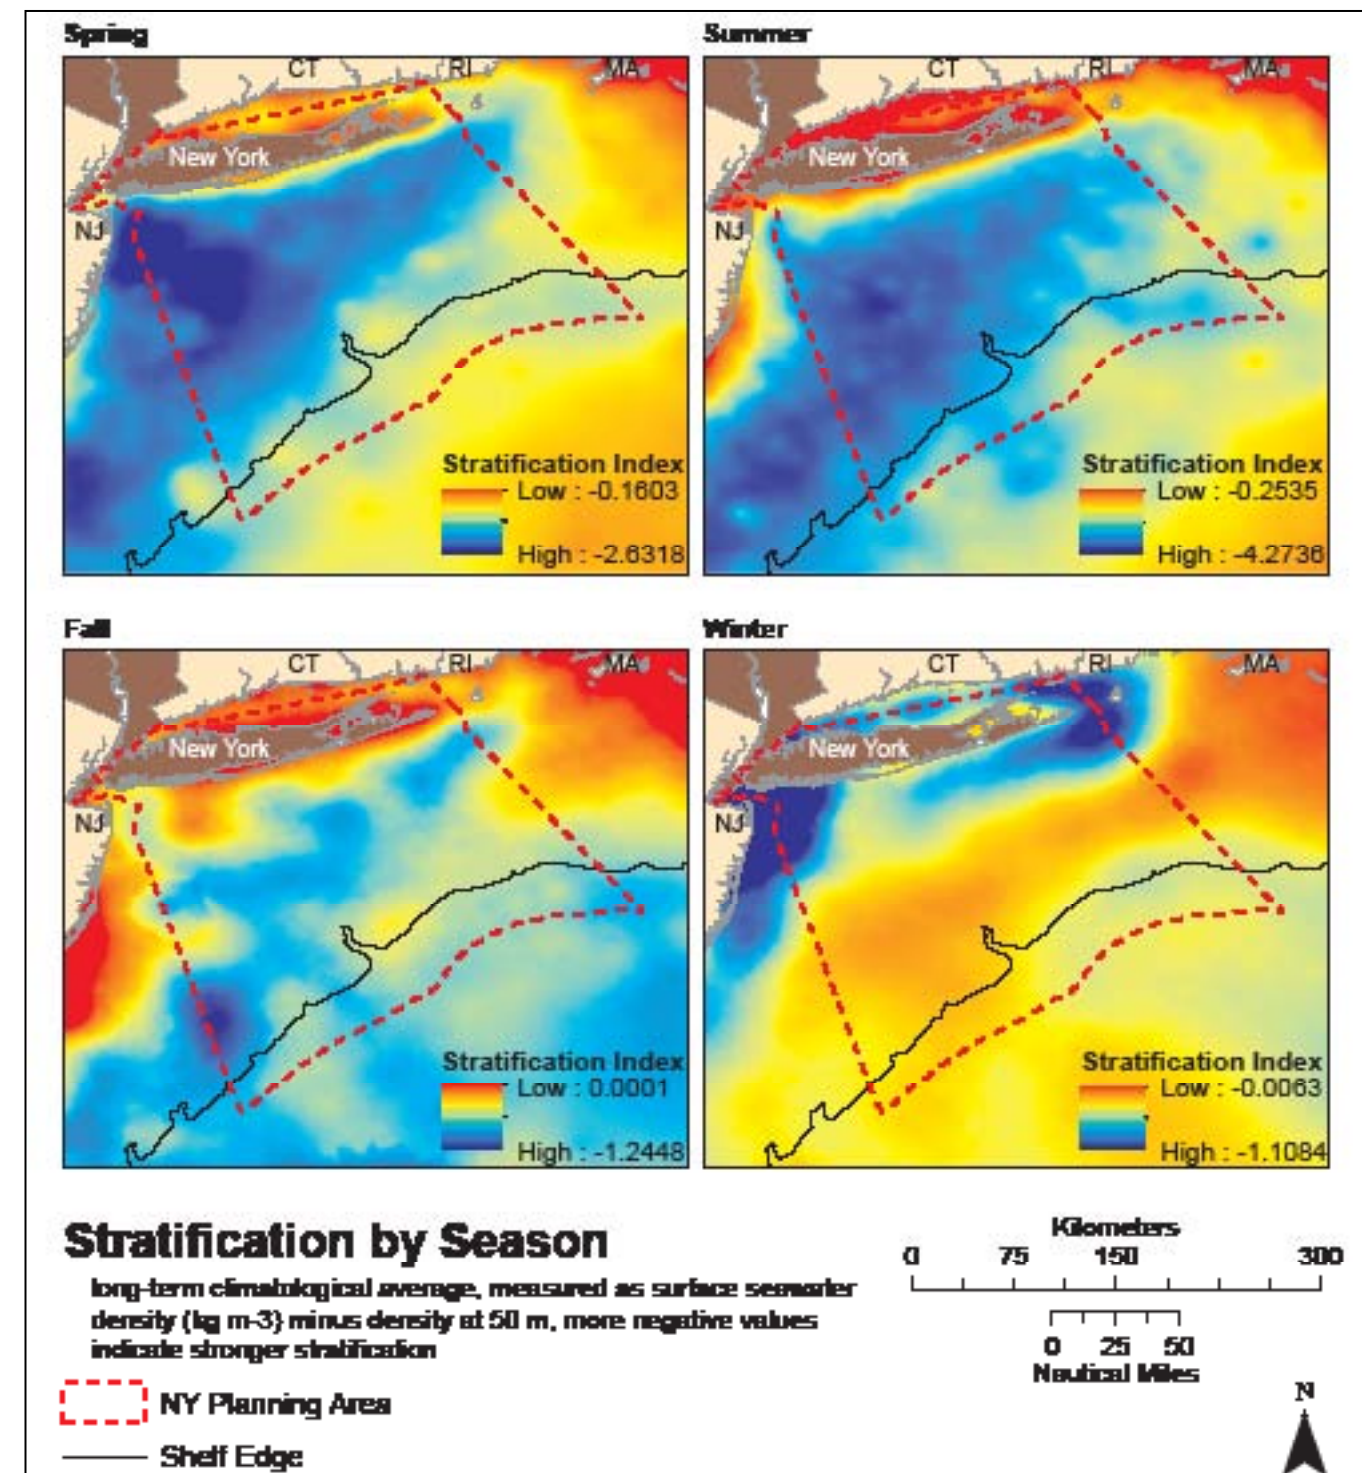 Spring
CT
RI
MA
New York
NJ
Stratification Index
Low : -0.1603
High : -2.6318
Summer
CT
RI
MA
New York
NJ
Stratification Index
Low : -0.2535
High : -4.2736
Fall
CT
RI
MA
New York
NJ
Stratification Index
Low : 0.0001
High : -1.2448
Winter
CT
RI
MA
New York
NJ
Stratification Index
Low : -0.0063
High : -1.1084
Stratification by Season
long-term climatological average, measured as surface seawater
density (kg m-3) minus density at 50 m, more negative values
indicate stronger stratification
NY Planning Area
Shelf Edge
Kilometers
0 75 150 300
0 25 50
Nautical Miles
N